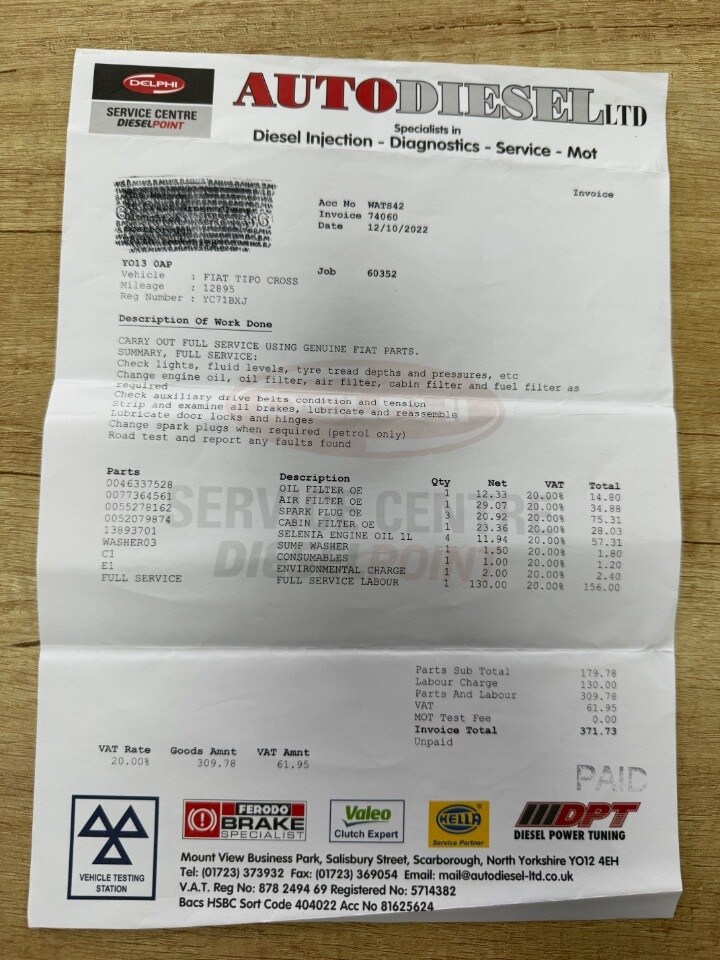 DELPHI
SERVICE CENTRE
DIESELPOINT
AUTODIESEL LTD
Specialists in
Diesel Injection - Diagnostics - Service - Mot
Invoice
Acc No WATS42
Invoice 74060
Date 12/10/2022
YO13 0AP
Vehicle : FIAT TIPO CROSS
Job 60352
Mileage : 12895
Reg Number : YC71BXJ
Description Of Work Done
CARRY OUT FULL SERVICE USING GENUINE FIAT PARTS.
SUMMARY, FULL SERVICE:
Check lights, fluid levels, tyre tread depths and pressures, etc
Change engine oil, oil filter, air filter, cabin filter and fuel filter as
required
Check auxiliary drive belts condition and tension
Strip and examine all brakes, lubricate and reassemble
Lubricate door locks and hinges
Change spark plugs when required (petrol only)
Road test and report any faults found
Parts Description Qty Net VAT Total
0046337528 OIL FILTER OE 1 12.33 20.00% 14.80
0077364561 AIR FILTER OE 1 29.07 20.00% 34.88
0055278162 SPARK PLUG OE 3 20.92 20.00% 75.31
0052079874 CABIN FILTER OE 1 23.36 20.00% 28.03
13893701 SELENIA ENGINE OIL 1L 4 11.94 20.00% 57.31
WASHER03 SUMP WASHER 1 1.50 20.00% 1.80
C1 CONSUMABLES 1 1.00 20.00% 1.20
E1 ENVIRONMENTAL CHARGE 1 2.00 20.00% 2.40
FULL SERVICE FULL SERVICE LABOUR 1 130.00 20.00% 156.00
SERVICE CENTRE
DIESELPOINT
Parts Sub Total 179.78
Labour Charge 130.00
Parts And Labour 309.78
VAT 61.95
MOT Test Fee 0.00
Invoice Total 371.73
Unpaid
VAT Rate Goods Amnt VAT Amnt
20.00% 309.78 61.95
PAID
VEHICLE TESTING
STATION
FERODO
BRAKE
SPECIALIST
Valeo
Clutch Expert
HELLA
Service Partner
DPT
DIESEL POWER TUNING
Mount View Business Park, Salisbury Street, Scarborough, North Yorkshire YO12 4EH
Tel: (01723) 373932 Fax: (01723) 369054 Email: mail@autodiesel-ltd.co.uk
V.A.T. Reg No: 878 2494 69 Registered No: 5714382
Bacs HSBC Sort Code 404022 Acc No 81625624